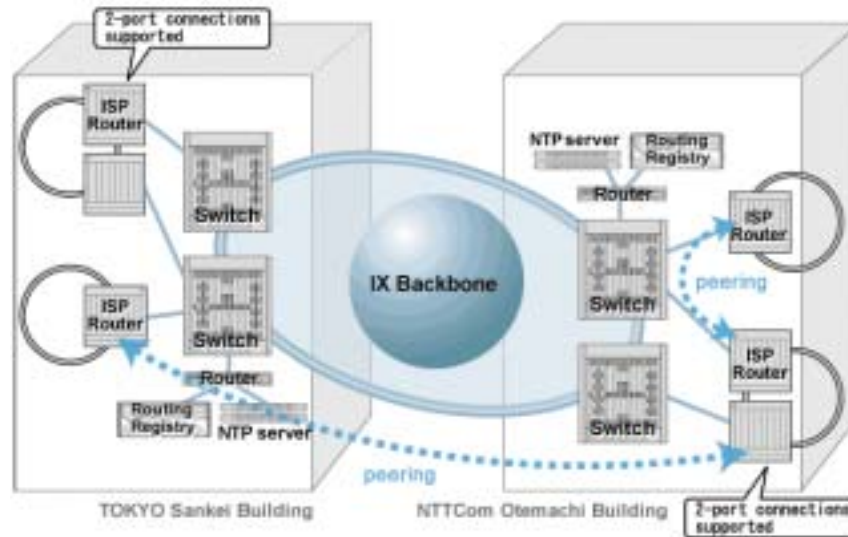 2-port connections
supported
ISP
Router
Switch
ISP
Router
Switch
Router
Routing
Registry
NTP server
TOKYO Sankei Building
IX Backbone
peering
NTP server
Routing
Registry
Router
Switch
ISP
Router
peering
ISP
Router
Switch
NTTCom Otemachi Building
2-port connections
supported